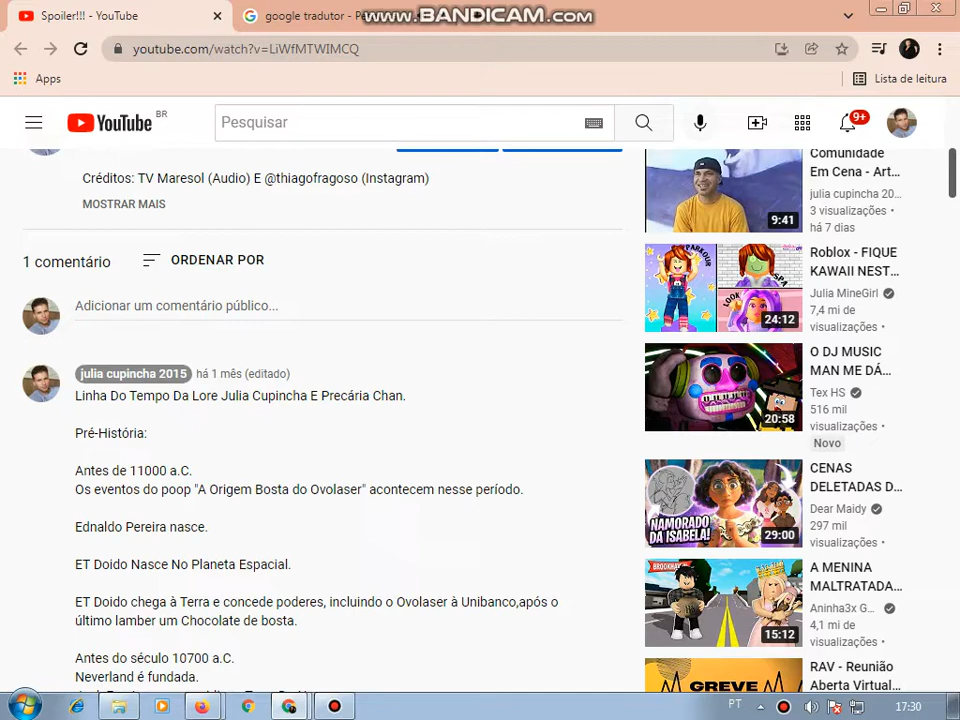 Spoiler!!! - YouTube
google tradutor - P
www.BANDICAM.com
youtube.com/watch?v=LiWfMTWIMCQ
Apps
Lista de leitura
YouTube BR
Pesquisar
9+
Créditos: TV Maresol (Audio) E @thiagofragoso (Instagram)
MOSTRAR MAIS
1 comentário
ORDENAR POR
Adicionar um comentário público...
julia cupincha 2015 há 1 mês (editado)
Linha Do Tempo Da Lore Julia Cupincha E Precária Chan.
Pré-História:
Antes de 11000 a.C.
Os eventos do poop "A Origem Bosta do Ovolaser" acontecem nesse período.
Ednaldo Pereira nasce.
ET Doido Nasce No Planeta Espacial.
ET Doido chega à Terra e concede poderes, incluindo o Ovolaser à Unibanco,após o
último lamber um Chocolate de bosta.
Antes do século 10700 a.C.
Neverland é fundada.
Comunidade
Em Cena - Art...
julia cupincha 20...
3 visualizações •
há 7 dias
9:41
Roblox - FIQUE
KAWAII NEST...
Julia MineGirl
7,4 mi de
visualizações •
PARKOUR
SPA
LOOK
24:12
O DJ MUSIC
MAN ME DÁ...
Tex HS
516 mil
visualizações •
Novo
20:58
CENAS
DELETADAS D...
Dear Maidy
297 mil
visualizações •
NAMORADO
DA ISABELA!
29:00
A MENINA
MALTRATADA...
Aninha3x G...
4,1 mi de
visualizações •
BROOKHAV
15:12
RAV - Reunião
Aberta Virtual...
GREVE
PT
17:30